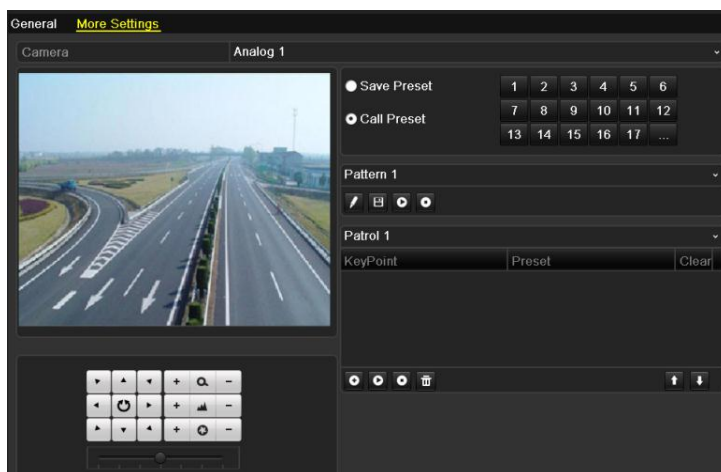 General More Settings
Camera Analog 1
Save Preset
Call Preset
1 2 3 4 5 6
7 8 9 10 11 12
13 14 15 16 17 ...
Pattern 1
Patrol 1
KeyPoint Preset Clear